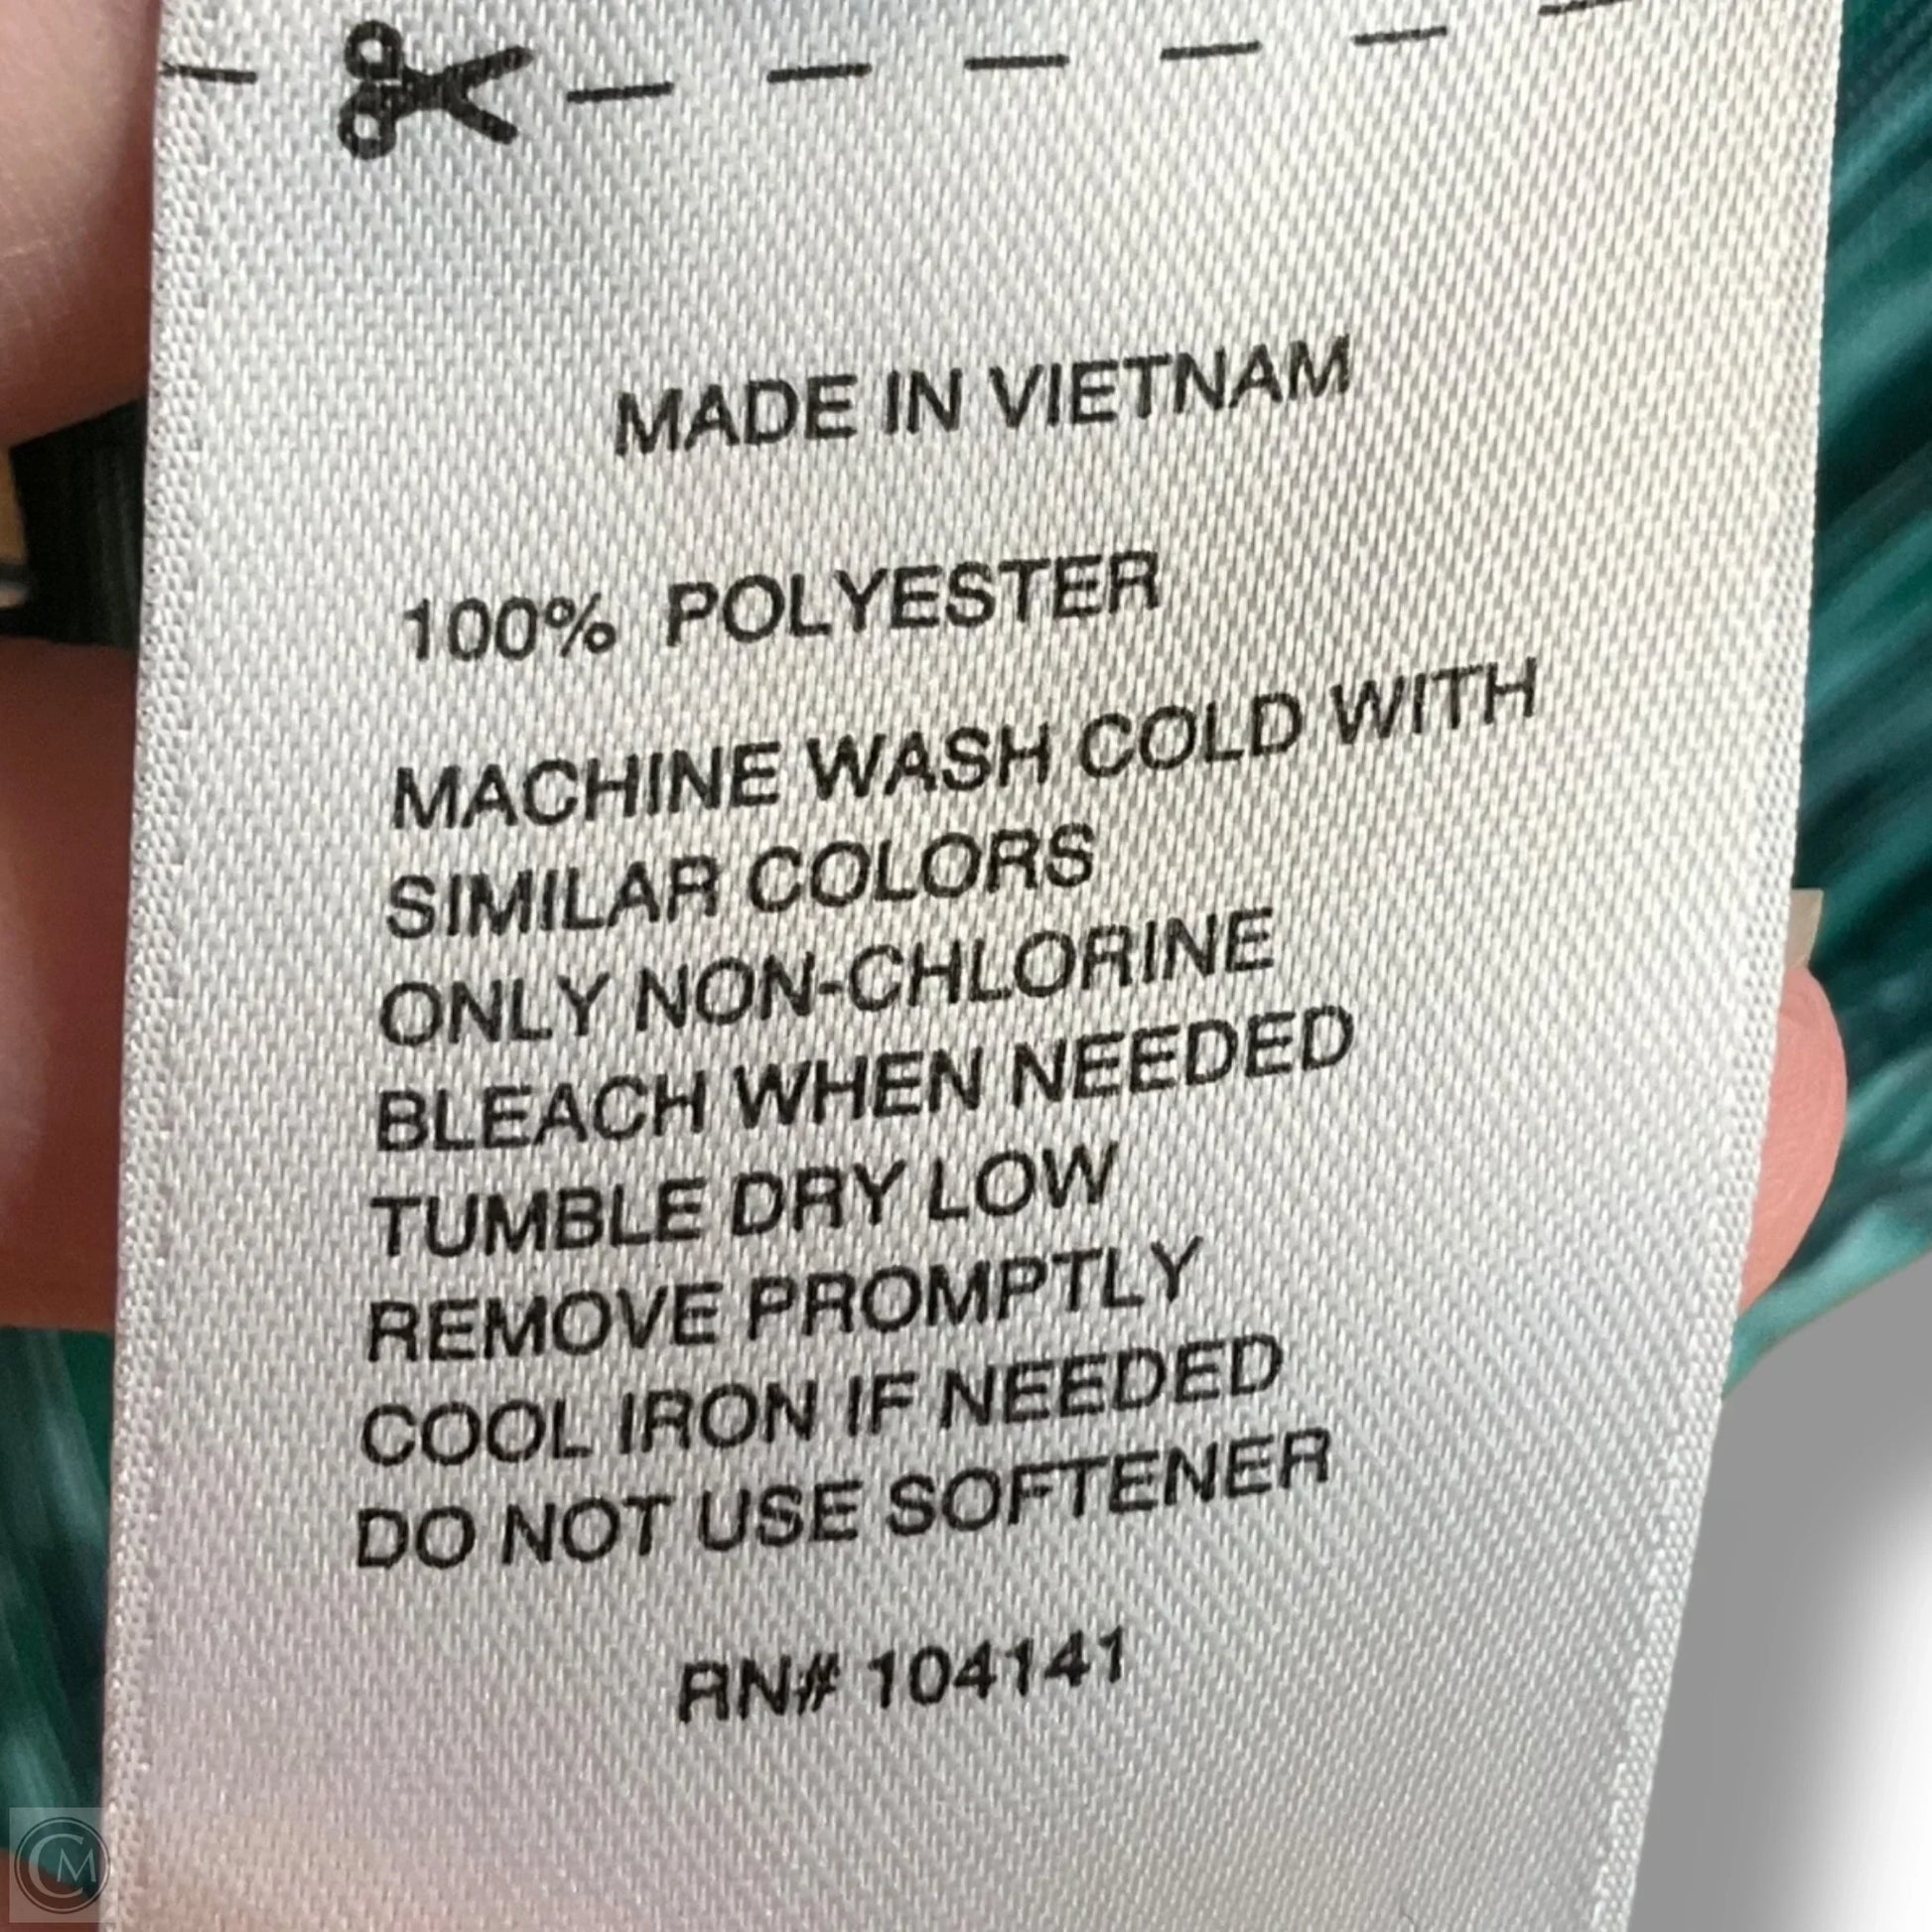 MADE IN VIETNAM
100% POLYESTER
MACHINE WASH COLD WITH
SIMILAR COLORS
ONLY NON-CHLORINE
BLEACH WHEN NEEDED
TUMBLE DRY LOW
REMOVE PROMPTLY
COOL IRON IF NEEDED
DO NOT USE SOFTENER
RN# 104141
CM